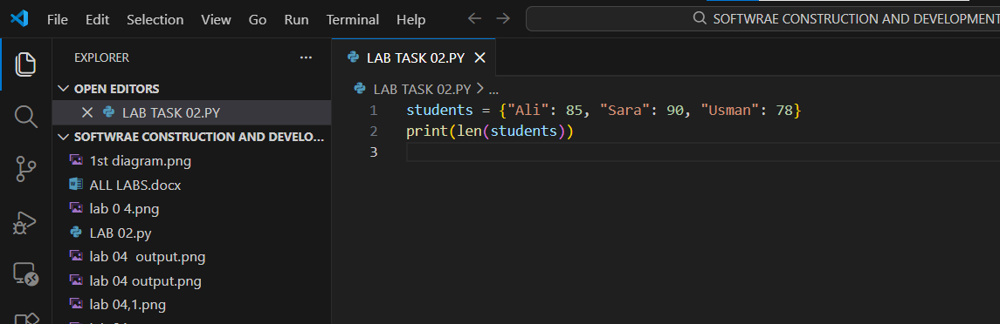 File Edit Selection View Go Run Terminal Help
SOFTWRAE CONSTRUCTION AND DEVELOPMENT
EXPLORER
OPEN EDITORS
LAB TASK 02.PY
SOFTWRAE CONSTRUCTION AND DEVELO...
1st diagram.png
ALL LABS.docx
lab 0 4.png
LAB 02.py
lab 04  output.png
lab 04 output.png
lab 04,1.png
LAB TASK 02.PY
LAB TASK 02.PY > ...
1 students = {"Ali": 85, "Sara": 90, "Usman": 78}
2 print(len(students))
3